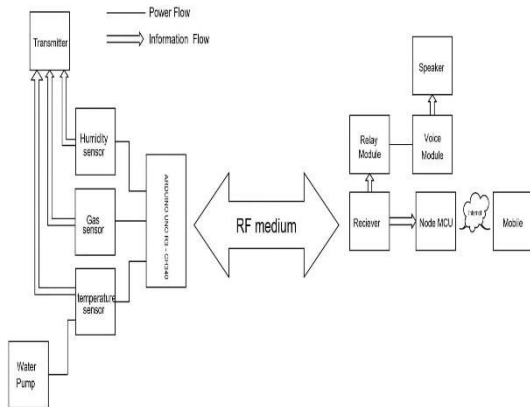 Power Flow
Information Flow
Transmitter
Humidity
sensor
Gas
sensor
temperature
sensor
Water
Pump
ARDUINO UNO R3 - CH340
RF medium
Speaker
Relay
Module
Voice
Module
Reciever
Node MCU
Internet
Mobile